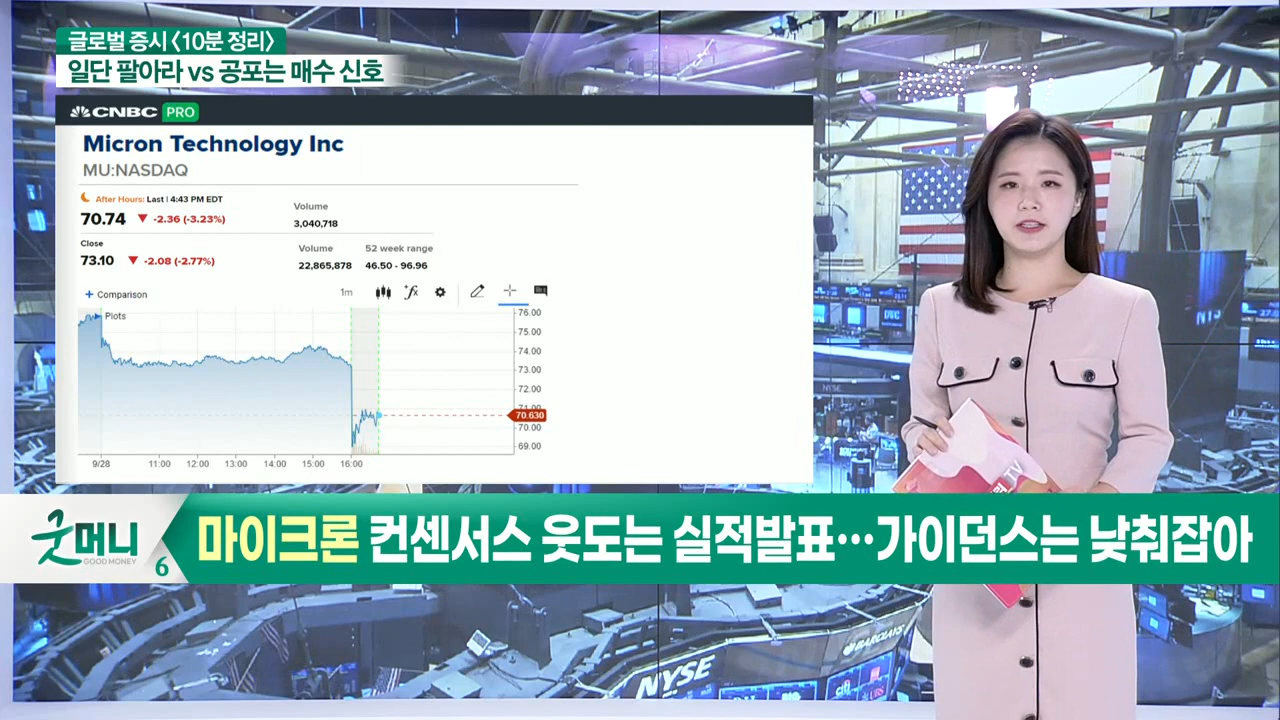 글로벌 증시 <10분 정리>
일단 팔아라 vs 공포는 매수 신호
CNBC PRO
Micron Technology Inc
MU:NASDAQ
After Hours: Last | 4:43 PM EDT
Volume
70.74 ▼ -2.36 (-3.23%)
3,040,718
Close
Volume 52 week range
73.10 ▼ -2.08 (-2.77%)
22,865,878 46.50 - 96.96
+ Comparison
1m
Plots
76.00
75.00
74.00
73.00
72.00
71.00
70.630
70.00
69.00
9/28 11:00 12:00 13:00 14:00 15:00 16:00
굿머니
GOOD MONEY
6
마이크론 컨센서스 웃도는 실적발표…가이던스는 낮춰잡아
NYSE
BARCLAYS
citi